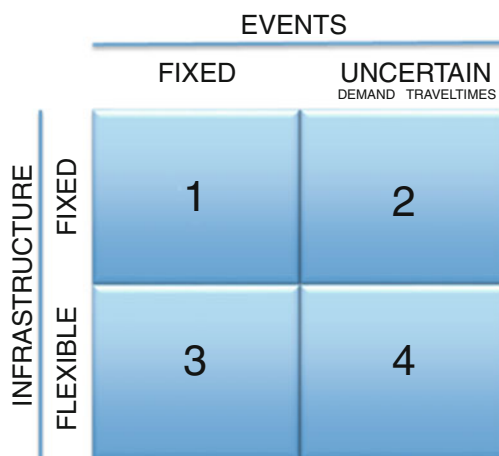 EVENTS
FIXED
UNCERTAIN
DEMAND TRAVELTIMES
INFRASTRUCTURE
FIXED
1
2
FLEXIBLE
3
4